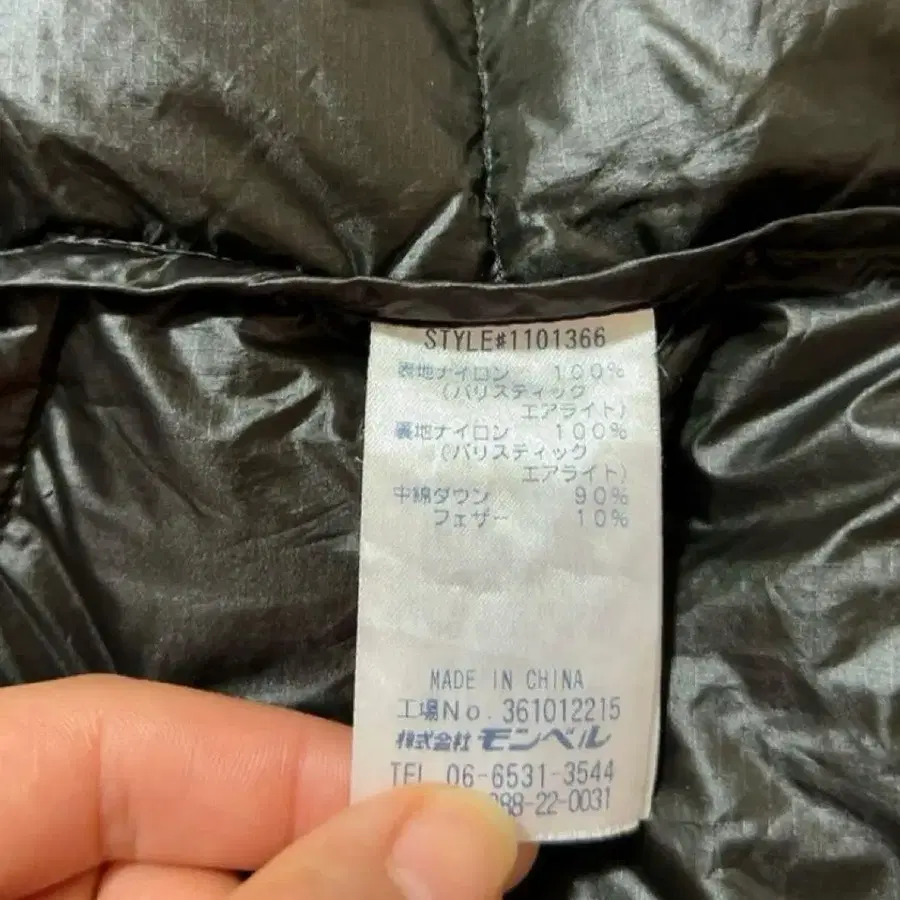 STYLE#1101366
表地ナイロン 100%
(バリスティック
エアライト)
裏地ナイロン 100%
(バリスティック
エアライト)
中綿ダウン 90%
フェザー 10%
MADE IN CHINA
工場No. 361012215
株式会社 モンベル
TEL 06-6531-3544
088-22-0031